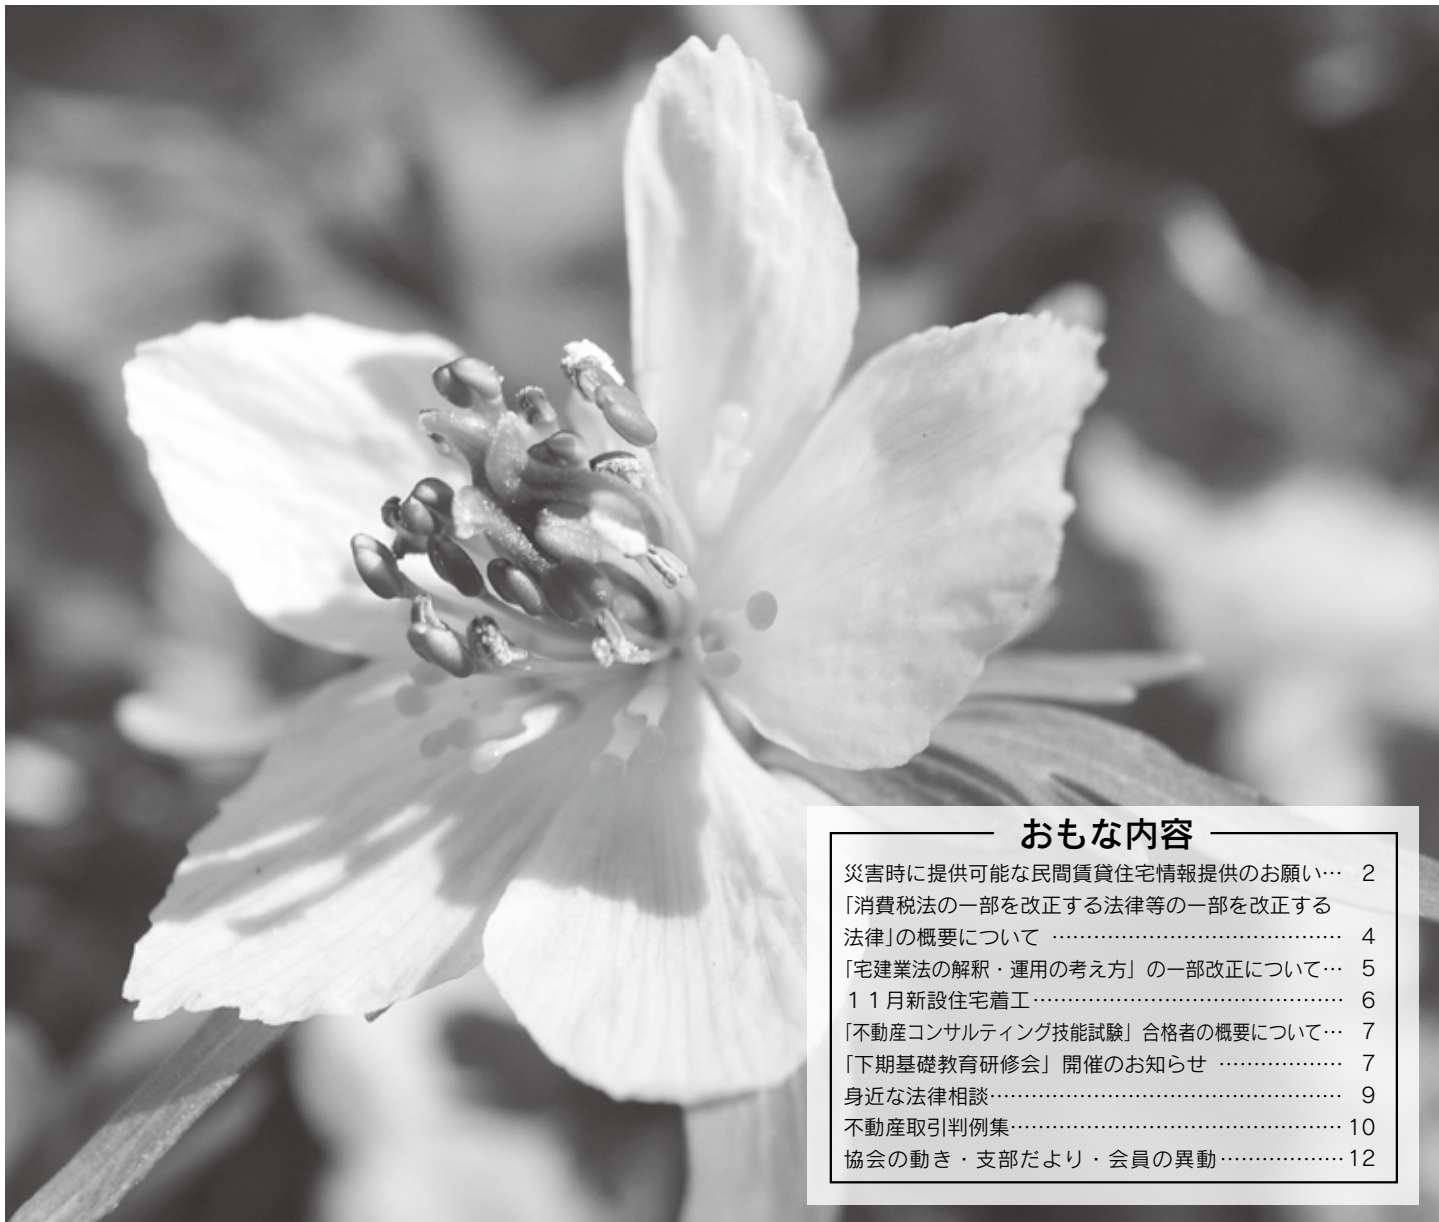 おもな内容
災害時に提供可能な民間賃貸住宅情報提供のお願い… 2
「消費税法の一部を改正する法律等の一部を改正する
法律」の概要について …………………………………… 4
「宅建業法の解釈・運用の考え方」の一部改正について… 5
１１月新設住宅着工……………………………………… 6
「不動産コンサルティング技能試験」合格者の概要について… 7
「下期基礎教育研修会」開催のお知らせ ……………… 7
身近な法律相談…………………………………………… 9
不動産取引判例集………………………………………… 10
協会の動き・支部だより・会員の異動……………… 12